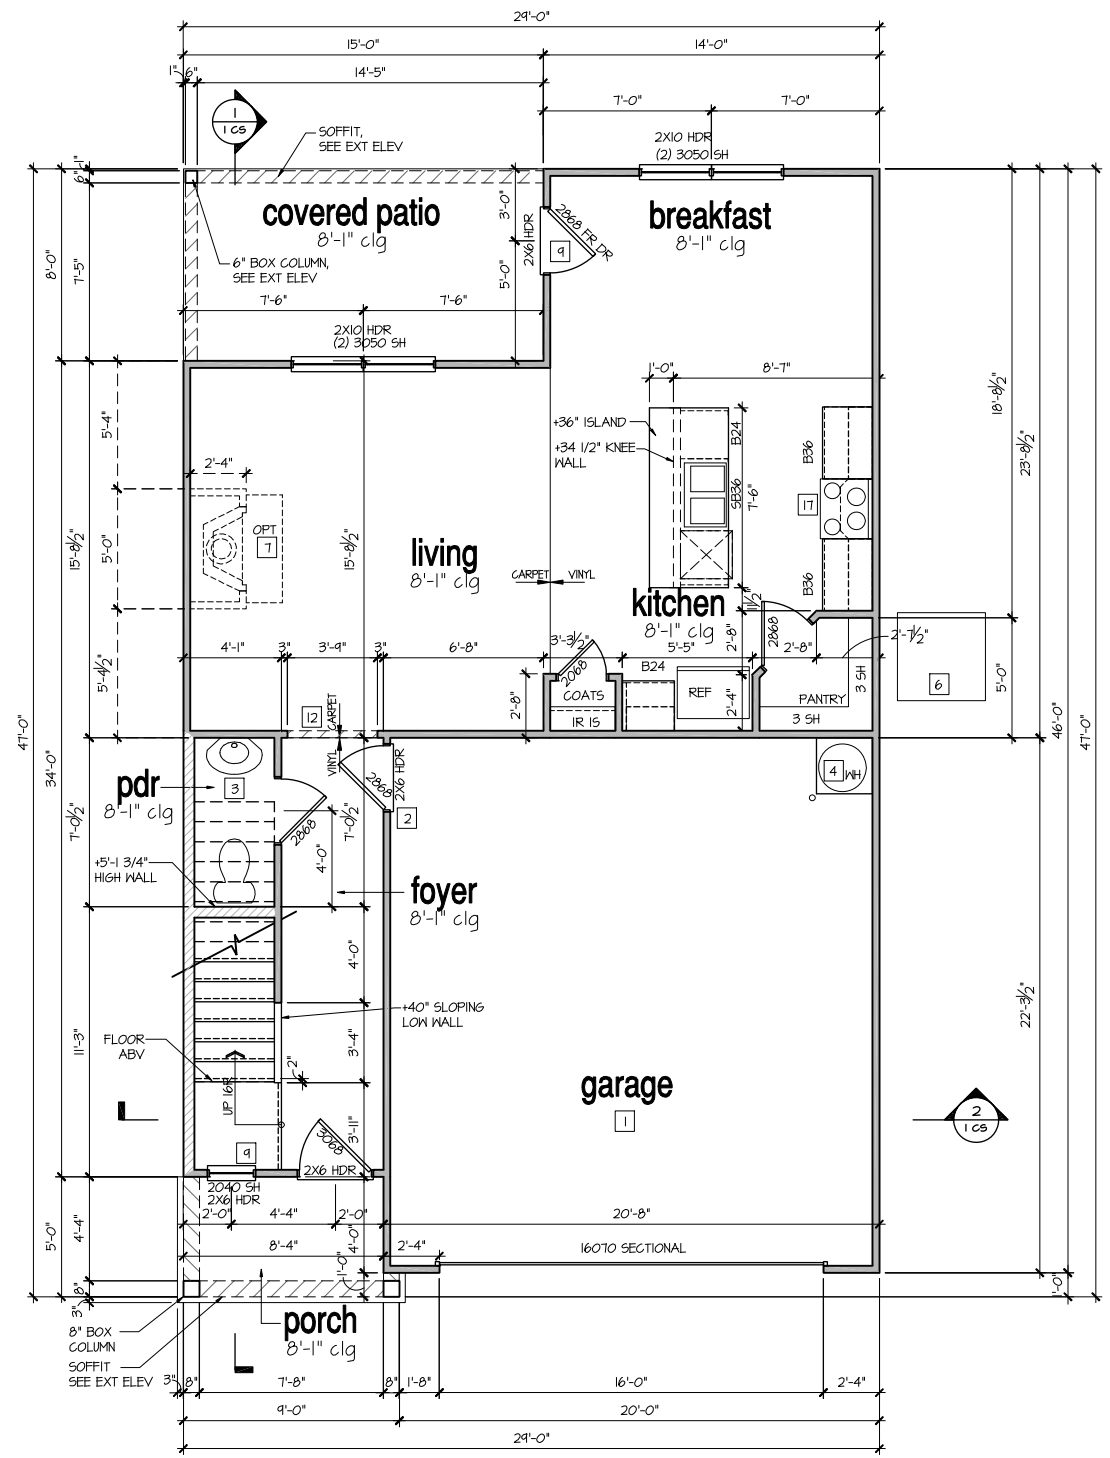 29'-0"
15'-0"
14'-0"
1"
6"
14'-5"
7'-0"
7'-0"
1
1 CS
SOFFIT,
SEE EXT ELEV
2X10 HDR
(2) 3050 SH
1"
6"
covered patio
8'-1" clg
3'-0"
2X6 HDR
2868 FR DR
9
breakfast
8'-1" clg
8'-0"
7'-5"
6" BOX COLUMN,
SEE EXT ELEV
5'-0"
7'-6"
7'-6"
2X10 HDR
(2) 3050 SH
1'-0"
8'-7"
18'-8 1/2"
23'-8 1/2"
5'-4"
+36" ISLAND
+34 1/2" KNEE
WALL
B24
B36
2'-4"
SB36
7'-6"
17
15'-8 1/2"
5'-0"
OPT
7
15'-8 1/2"
living
8'-1" clg
CARPET
VINYL
B36
kitchen
8'-1" clg
11 1/2"
2868
2'-8"
2'-7 1/2"
5'-4 1/2"
4'-1"
3"
3'-9"
3"
6'-8"
3'-3 1/2"
5'-5"
2'-8"
2068
B24
COATS
IR IS
REF
2'-4"
2'-8"
PANTRY
3 SH
3 SH
6
5'-0"
47'-0"
46'-0"
47'-0"
34'-0"
12
CARPET
VINYL
pdr
8'-1" clg
3
2868
2868
2X6 HDR
2
4
WH
7'-0 1/2"
7'-0 1/2"
4'-0"
+5'-1 3/4"
HIGH WALL
foyer
8'-1" clg
4'-0"
+40" SLOPING
LOW WALL
22'-3 1/2"
11'-3"
FLOOR
ABV
3'-4"
2"
UP 16R
garage
1
2
1 CS
3'-11"
9
3068
2X6 HDR
2040 SH
2X6 HDR
5'-0"
4'-4"
2'-0"
4'-4"
2'-0"
20'-8"
8'-4"
4'-0"
2'-4"
16070 SECTIONAL
1'-0"
8"
3"
1'-0"
porch
8'-1" clg
8" BOX
COLUMN
SOFFIT
SEE EXT ELEV
3"
8"
7'-8"
8"
1'-8"
16'-0"
2'-4"
9'-0"
20'-0"
29'-0"